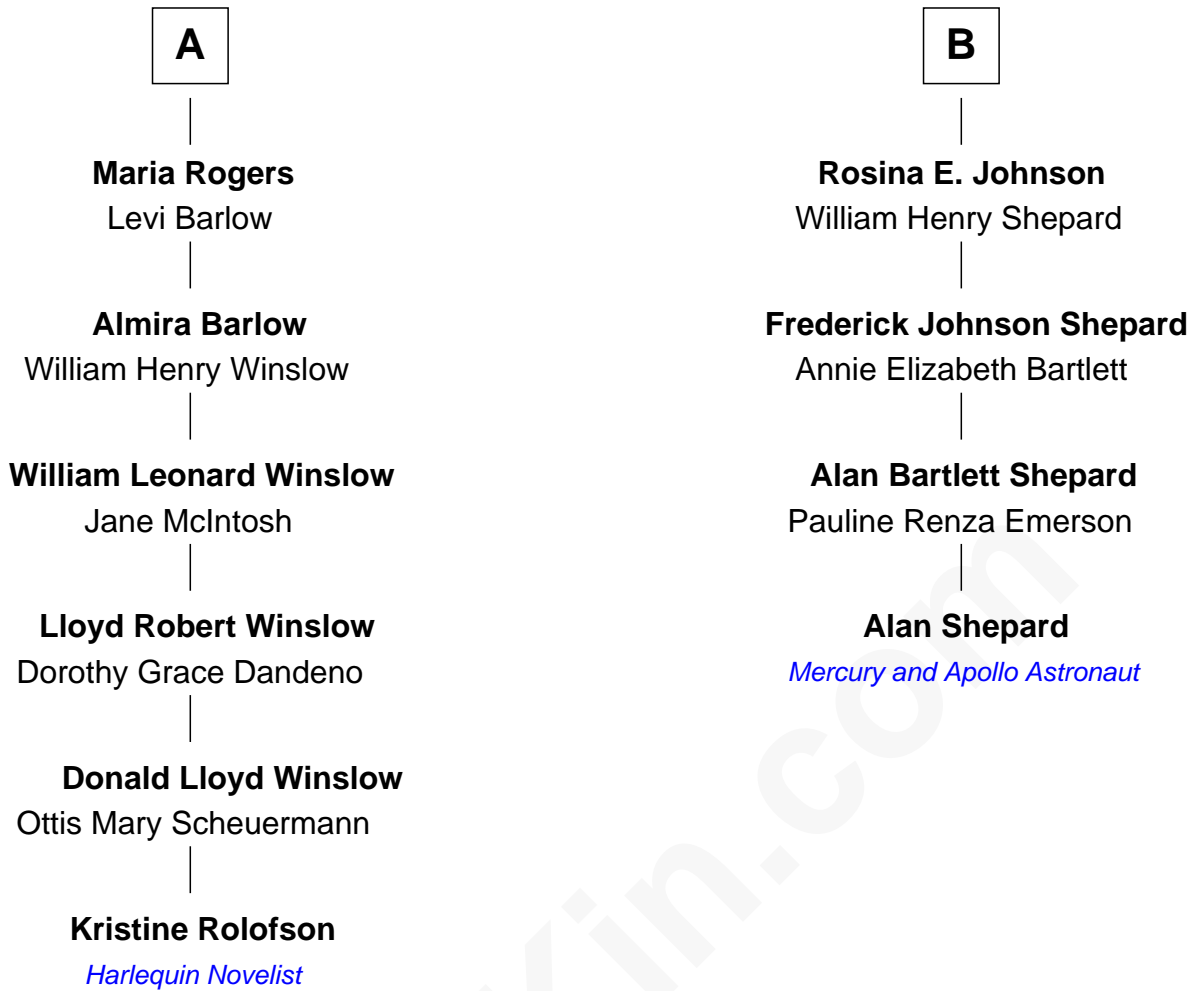 A
Maria Rogers
Levi Barlow
Almira Barlow
William Henry Winslow
William Leonard Winslow
Jane McIntosh
Lloyd Robert Winslow
Dorothy Grace Dandeno
Donald Lloyd Winslow
Ottis Mary Scheuermann
Kristine Rolofson
Harlequin Novelist
B
Rosina E. Johnson
William Henry Shepard
Frederick Johnson Shepard
Annie Elizabeth Bartlett
Alan Bartlett Shepard
Pauline Renza Emerson
Alan Shepard
Mercury and Apollo Astronaut
Kin.com